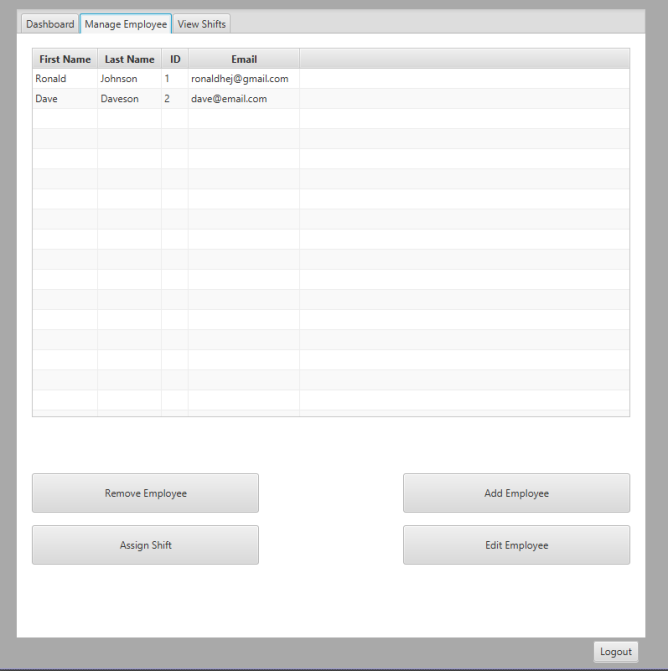 Dashboard Manage Employee View Shifts
First Name Last Name ID Email
Ronald Johnson 1 ronaldhej@gmail.com
Dave Daveson 2 dave@email.com
Remove Employee Add Employee
Assign Shift Edit Employee
Logout